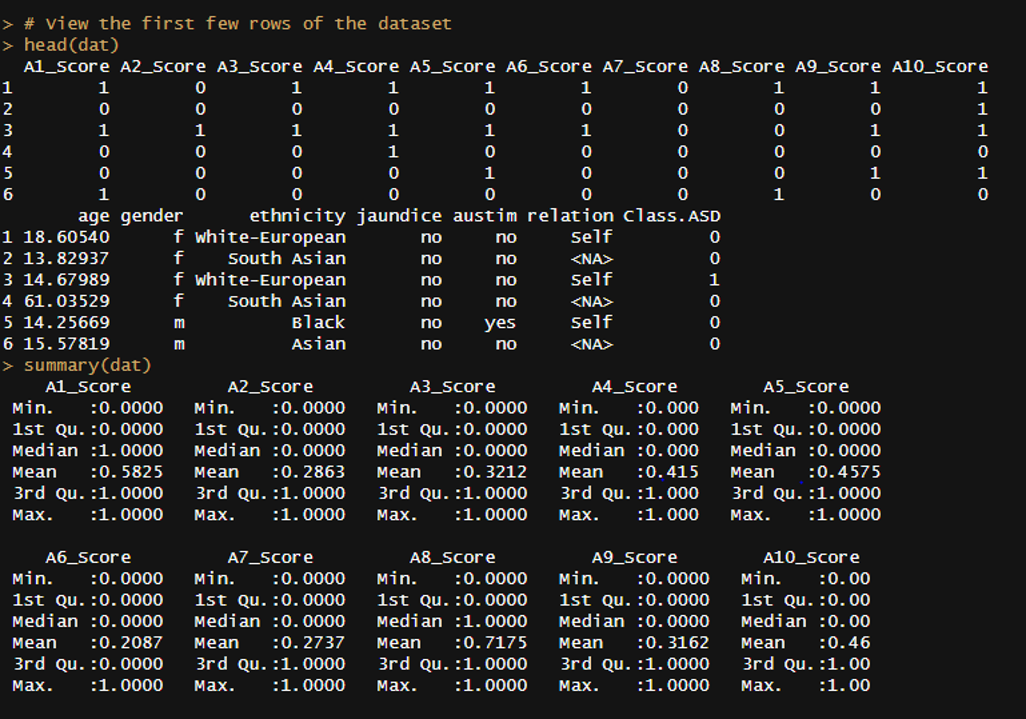 > # View the first few rows of the dataset
> head(dat)
  A1_Score A2_Score A3_Score A4_Score A5_Score A6_Score A7_Score A8_Score A9_Score A10_Score
1        1        0        1        1        1        1        0        1        1         1
2        0        0        0        0        0        0        0        0        0         1
3        1        1        1        1        1        1        0        0        1         1
4        0        0        0        1        0        0        0        0        0         0
5        0        0        0        0        1        0        0        0        1         1
6        1        0        0        0        0        0        0        1        0         0
       age gender      ethnicity jaundice austim relation Class.ASD
1 18.60540      f White-European       no     no     Self         0
2 13.82937      f    South Asian       no     no     <NA>         0
3 14.67989      f White-European       no     no     Self         1
4 61.03529      f    South Asian       no     no     <NA>         0
5 14.25669      m          Black       no    yes     Self         0
6 15.57819      m          Asian       no     no     <NA>         0
> summary(dat)
    A1_Score         A2_Score         A3_Score         A4_Score        A5_Score
 Min.   :0.0000   Min.   :0.0000   Min.   :0.0000   Min.   :0.000   Min.   :0.0000
 1st Qu.:0.0000   1st Qu.:0.0000   1st Qu.:0.0000   1st Qu.:0.000   1st Qu.:0.0000
 Median :1.0000   Median :0.0000   Median :0.0000   Median :0.000   Median :0.0000
 Mean   :0.5825   Mean   :0.2863   Mean   :0.3212   Mean   :0.415   Mean   :0.4575
 3rd Qu.:1.0000   3rd Qu.:1.0000   3rd Qu.:1.0000   3rd Qu.:1.000   3rd Qu.:1.0000
 Max.   :1.0000   Max.   :1.0000   Max.   :1.0000   Max.   :1.000   Max.   :1.0000
    A6_Score         A7_Score         A8_Score         A9_Score        A10_Score
 Min.   :0.0000   Min.   :0.0000   Min.   :0.0000   Min.   :0.0000   Min.   :0.00
 1st Qu.:0.0000   1st Qu.:0.0000   1st Qu.:0.0000   1st Qu.:0.0000   1st Qu.:0.00
 Median :0.0000   Median :0.0000   Median :1.0000   Median :0.0000   Median :0.00
 Mean   :0.2087   Mean   :0.2737   Mean   :0.7175   Mean   :0.3162   Mean   :0.46
 3rd Qu.:0.0000   3rd Qu.:1.0000   3rd Qu.:1.0000   3rd Qu.:1.0000   3rd Qu.:1.00
 Max.   :1.0000   Max.   :1.0000   Max.   :1.0000   Max.   :1.0000   Max.   :1.00